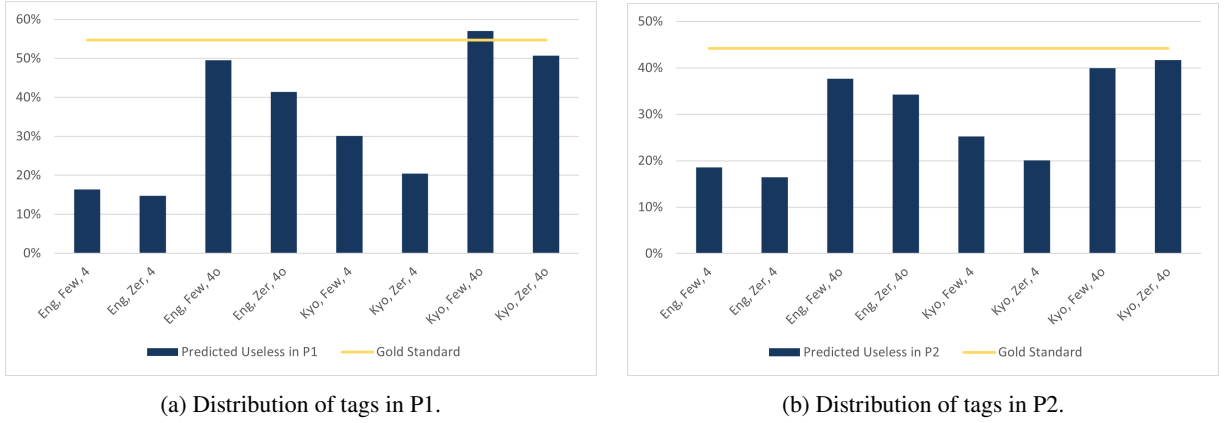 60%
50%
40%
30%
20%
10%
0%
Eng, Few, 4
Eng, Zer, 4
Eng, Few, 4o
Eng, Zer, 4o
Kyo, Few, 4
Kyo, Zer, 4
Kyo, Few, 4o
Kyo, Zer, 4o
Predicted Useless in P1 Gold Standard
(a) Distribution of tags in P1.
50%
40%
30%
20%
10%
0%
Eng, Few, 4
Eng, Zer, 4
Eng, Few, 4o
Eng, Zer, 4o
Kyo, Few, 4
Kyo, Zer, 4
Kyo, Few, 4o
Kyo, Zer, 4o
Predicted Useless in P2 Gold Standard
(b) Distribution of tags in P2.